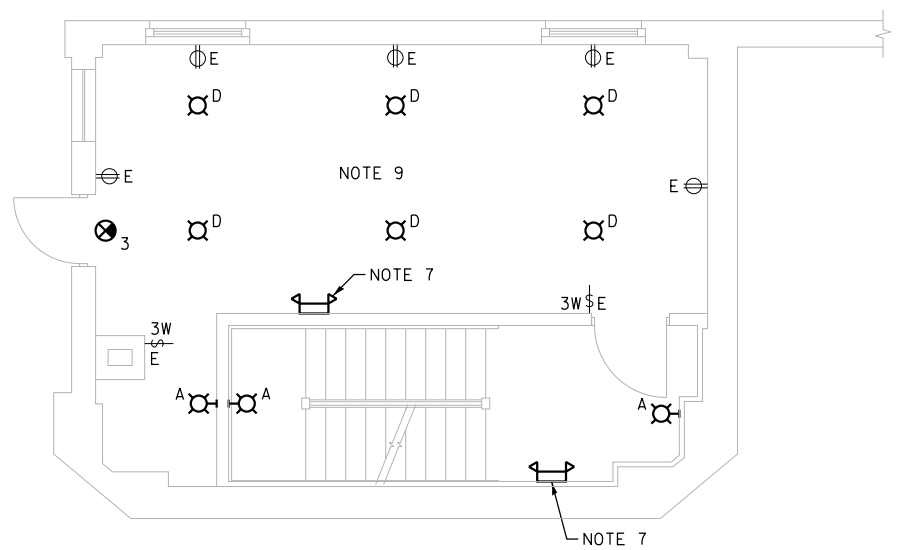 E E E
D D D
NOTE 9
E
E
D D D
3
NOTE 7
3W E
3W
E
A A
A
NOTE 7